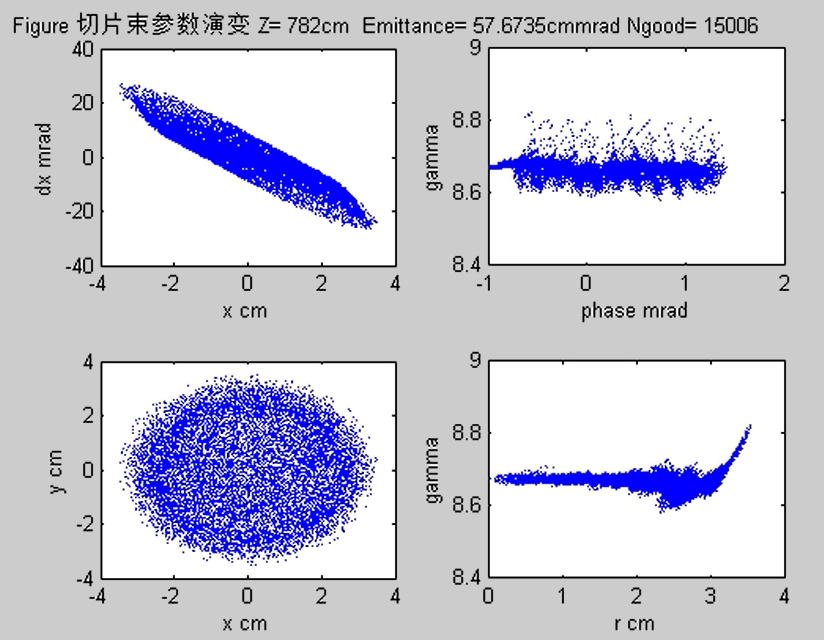 Figure 切片束参数演变 Z= 782cm  Emittance= 57.6735cmmrad Ngood= 15006
40
20
0
-20
-40
dx mrad
-4 -2 0 2 4
x cm
9
8.8
8.6
8.4
gamma
-1 0 1 2
phase mrad
4
2
0
-2
-4
y cm
-4 -2 0 2 4
x cm
9
8.8
8.6
8.4
gamma
0 1 2 3 4
r cm